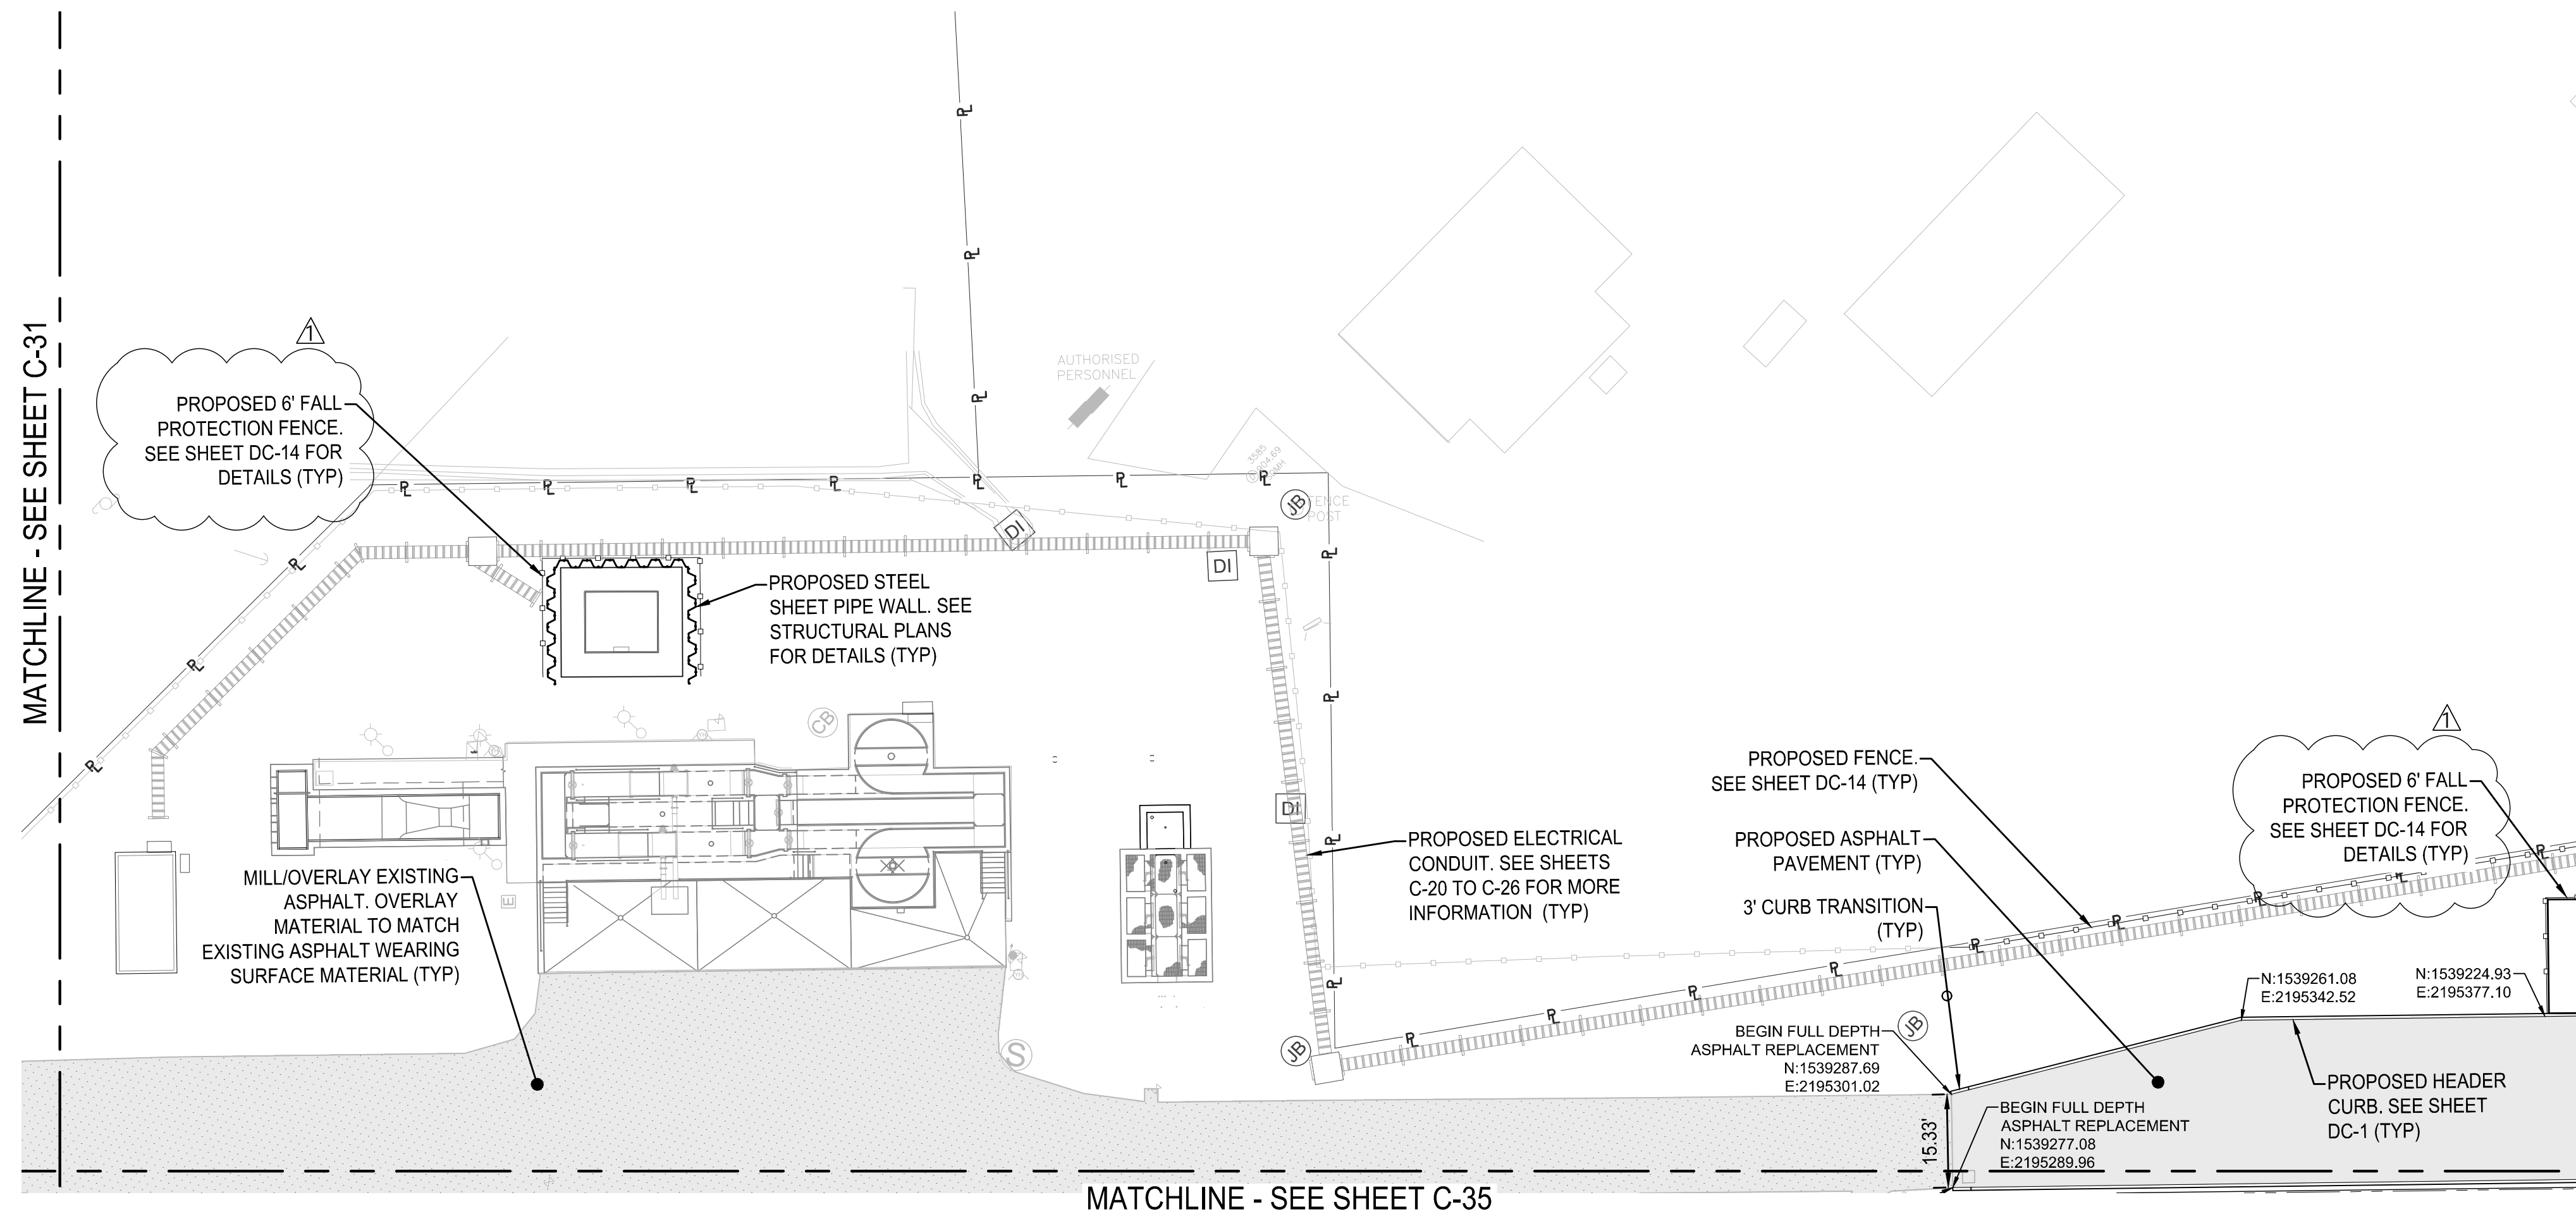 MATCHLINE - SEE SHEET C-31
1
PROPOSED 6' FALL
PROTECTION FENCE.
SEE SHEET DC-14 FOR
DETAILS (TYP)
AUTHORISED
PERSONNEL
3585
904.69
JB
FENCE
POST
DI
DI
PROPOSED STEEL
SHEET PIPE WALL. SEE
STRUCTURAL PLANS
FOR DETAILS (TYP)
CB
DI
E
MILL/OVERLAY EXISTING
ASPHALT. OVERLAY
MATERIAL TO MATCH
EXISTING ASPHALT WEARING
SURFACE MATERIAL (TYP)
PROPOSED ELECTRICAL
CONDUIT. SEE SHEETS
C-20 TO C-26 FOR MORE
INFORMATION (TYP)
PROPOSED FENCE.
SEE SHEET DC-14 (TYP)
PROPOSED ASPHALT
PAVEMENT (TYP)
3' CURB TRANSITION
(TYP)
1
PROPOSED 6' FALL
PROTECTION FENCE.
SEE SHEET DC-14 FOR
DETAILS (TYP)
N:1539261.08
E:2195342.52
N:1539224.93
E:2195377.10
S
JB
JB
BEGIN FULL DEPTH
ASPHALT REPLACEMENT
N:1539287.69
E:2195301.02
15.33'
BEGIN FULL DEPTH
ASPHALT REPLACEMENT
N:1539277.08
E:2195289.96
PROPOSED HEADER
CURB. SEE SHEET
DC-1 (TYP)
MATCHLINE - SEE SHEET C-35